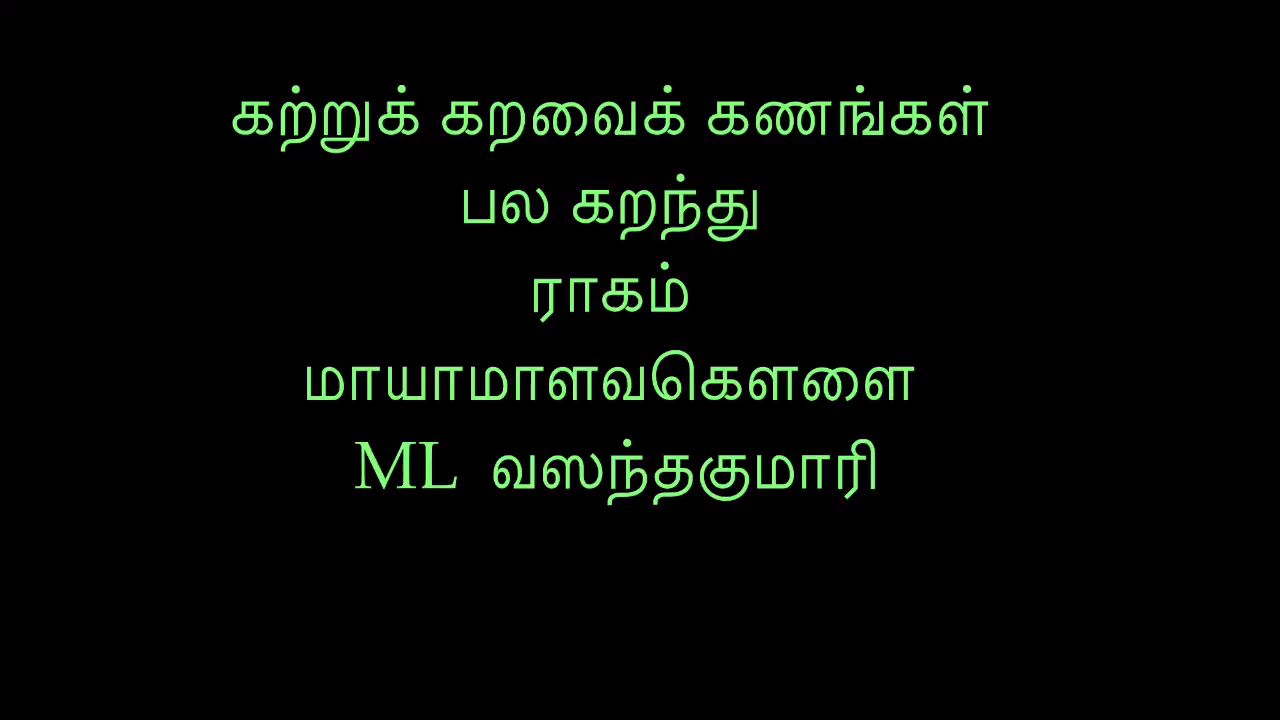 கற்றுக் கறவைக் கணங்கள்
பல கறந்து
ராகம்
மாயாமாளவகௌளை
ML வஸந்தகுமாரி